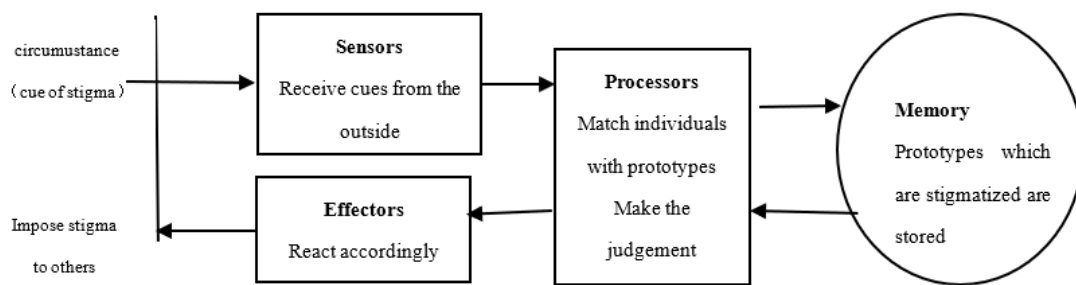 circumustance
（cue of stigma）
Sensors
Receive cues from the
outside
Processors
Match individuals
with prototypes
Make the
judgement
Memory
Prototypes which
are stigmatized are
stored
Effectors
React accordingly
Impose stigma
to others